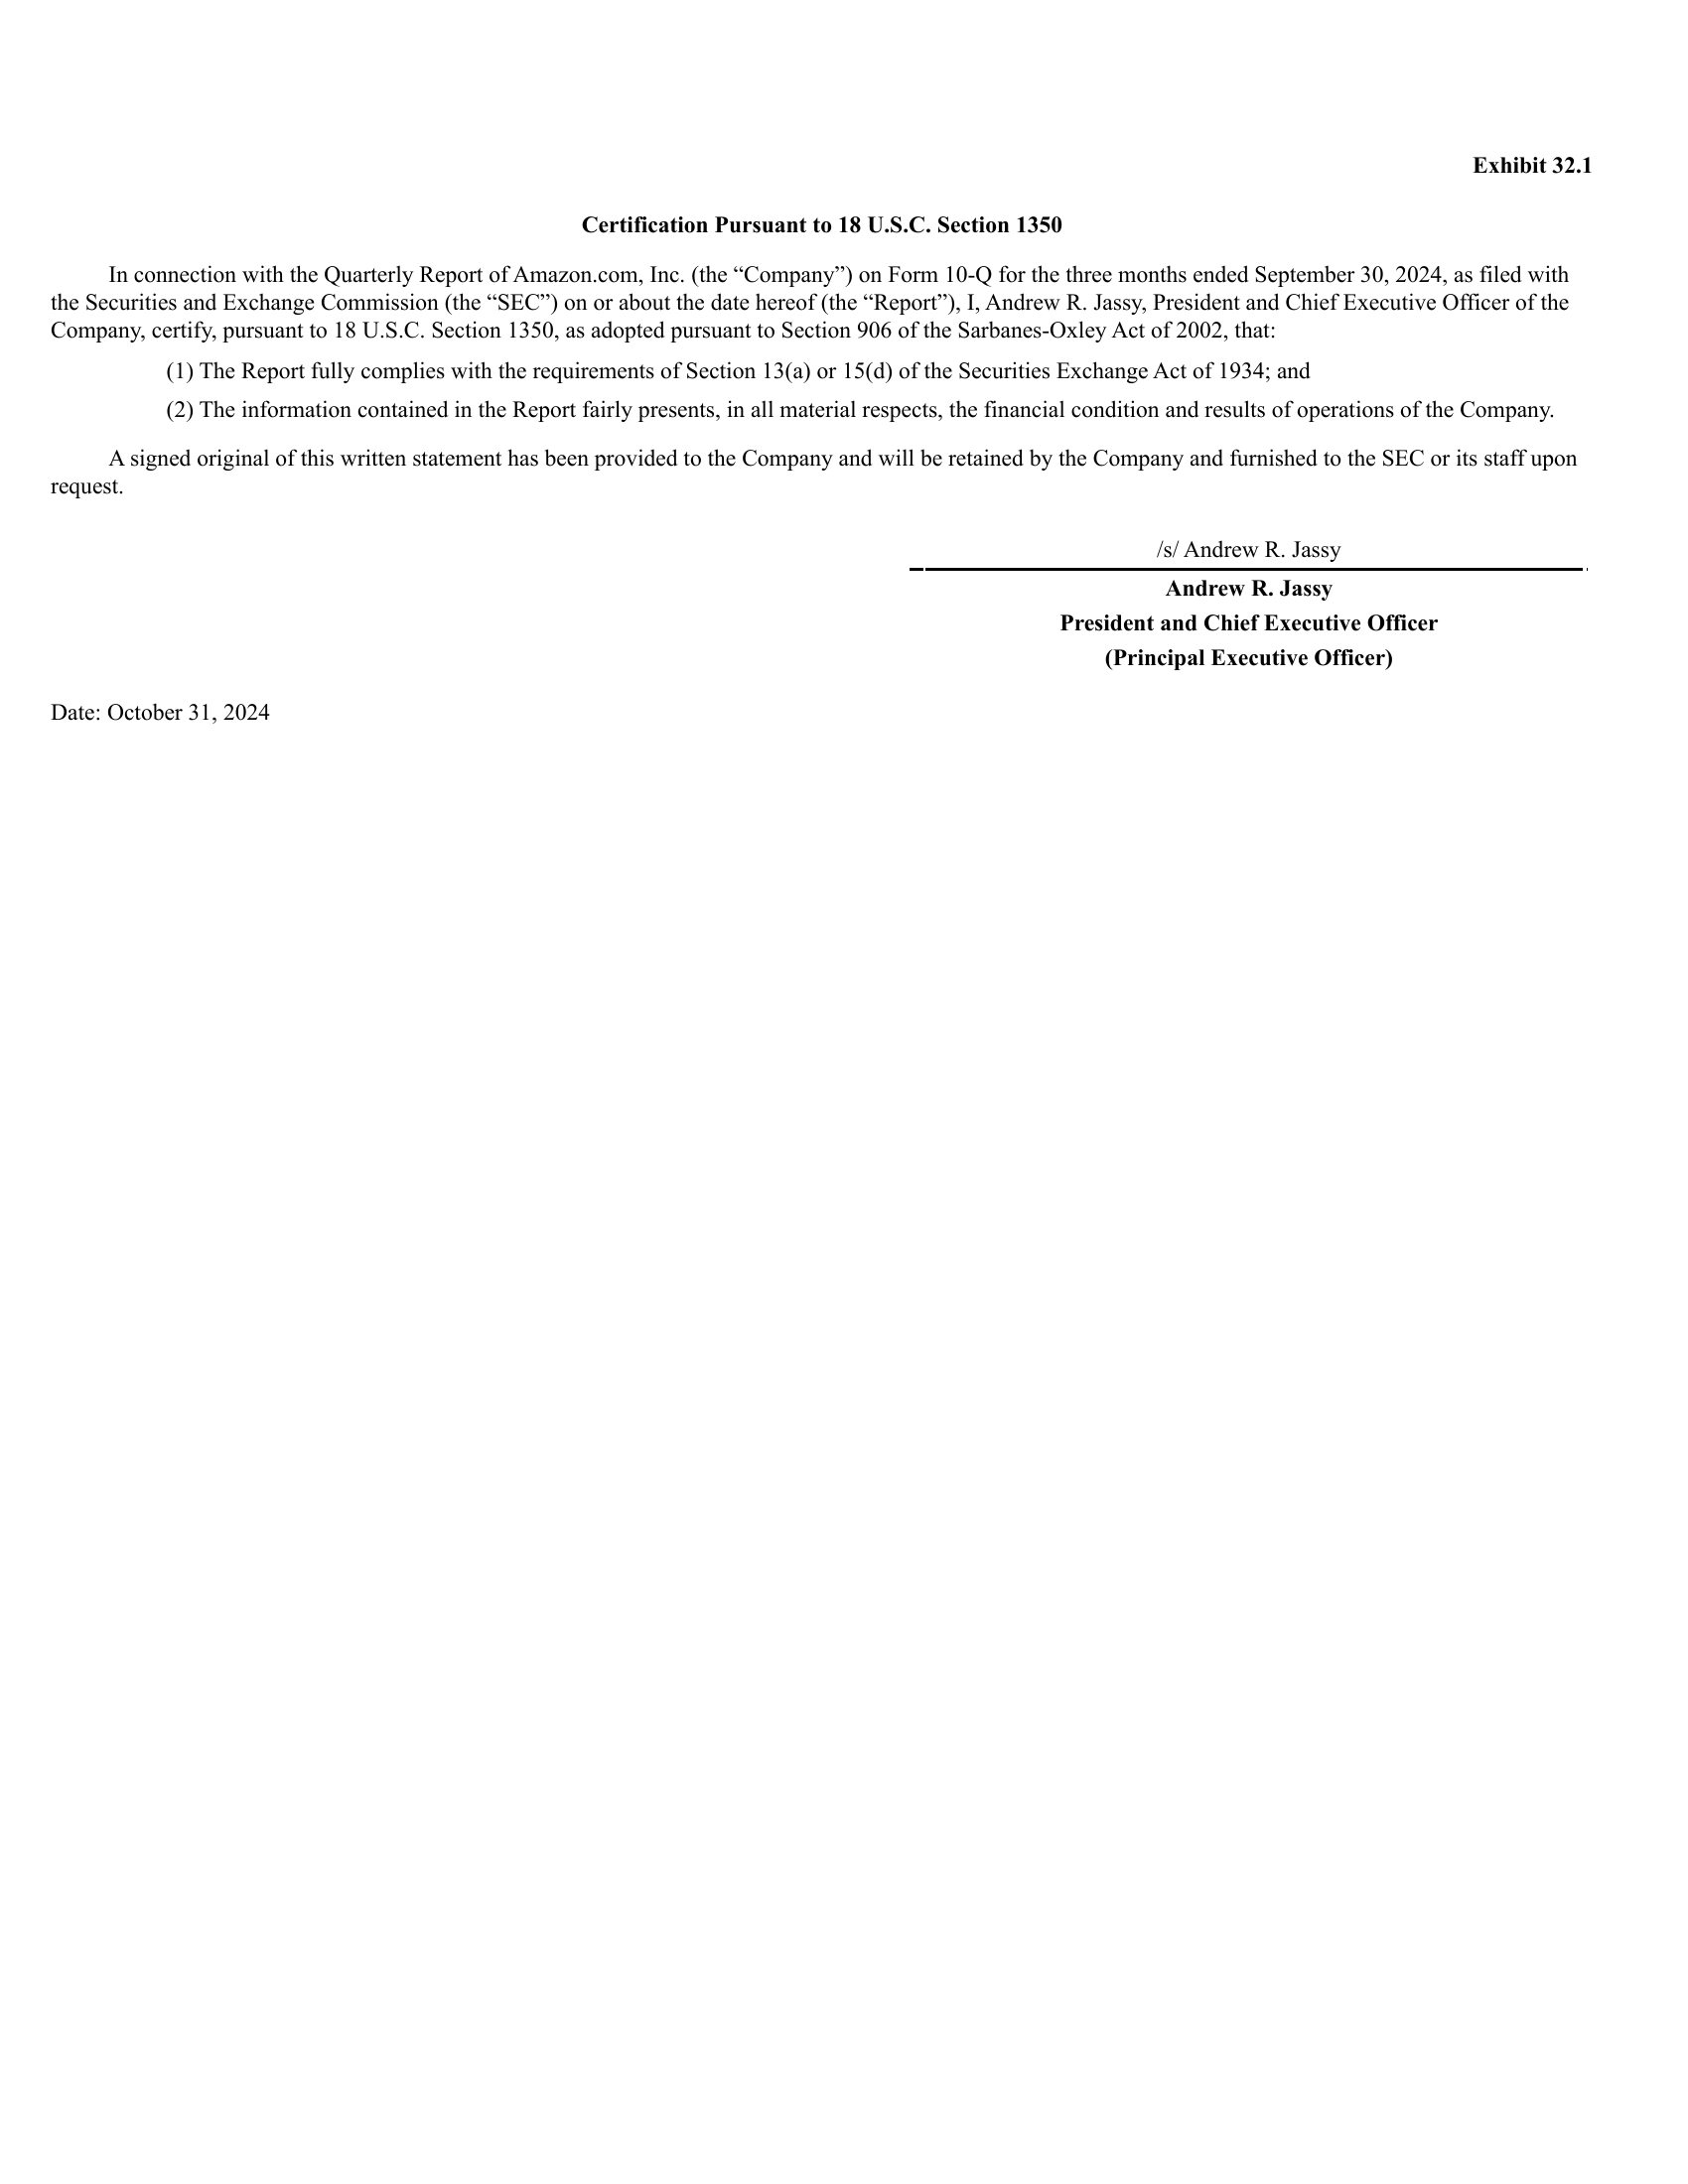 Exhibit 32.1
Certification Pursuant to 18 U.S.C. Section 1350
In connection with the Quarterly Report of Amazon.com, Inc. (the “Company”) on Form 10-Q for the three months ended September 30, 2024, as filed with
the Securities and Exchange Commission (the “SEC”) on or about the date hereof (the “Report”), I, Andrew R. Jassy, President and Chief Executive Officer of the
Company, certify, pursuant to 18 U.S.C. Section 1350, as adopted pursuant to Section 906 of the Sarbanes-Oxley Act of 2002, that:
(1) The Report fully complies with the requirements of Section 13(a) or 15(d) of the Securities Exchange Act of 1934; and
(2) The information contained in the Report fairly presents, in all material respects, the financial condition and results of operations of the Company.
A signed original of this written statement has been provided to the Company and will be retained by the Company and furnished to the SEC or its staff upon
request.
/s/ Andrew R. Jassy
Andrew R. Jassy
President and Chief Executive Officer
(Principal Executive Officer)
Date: October 31, 2024